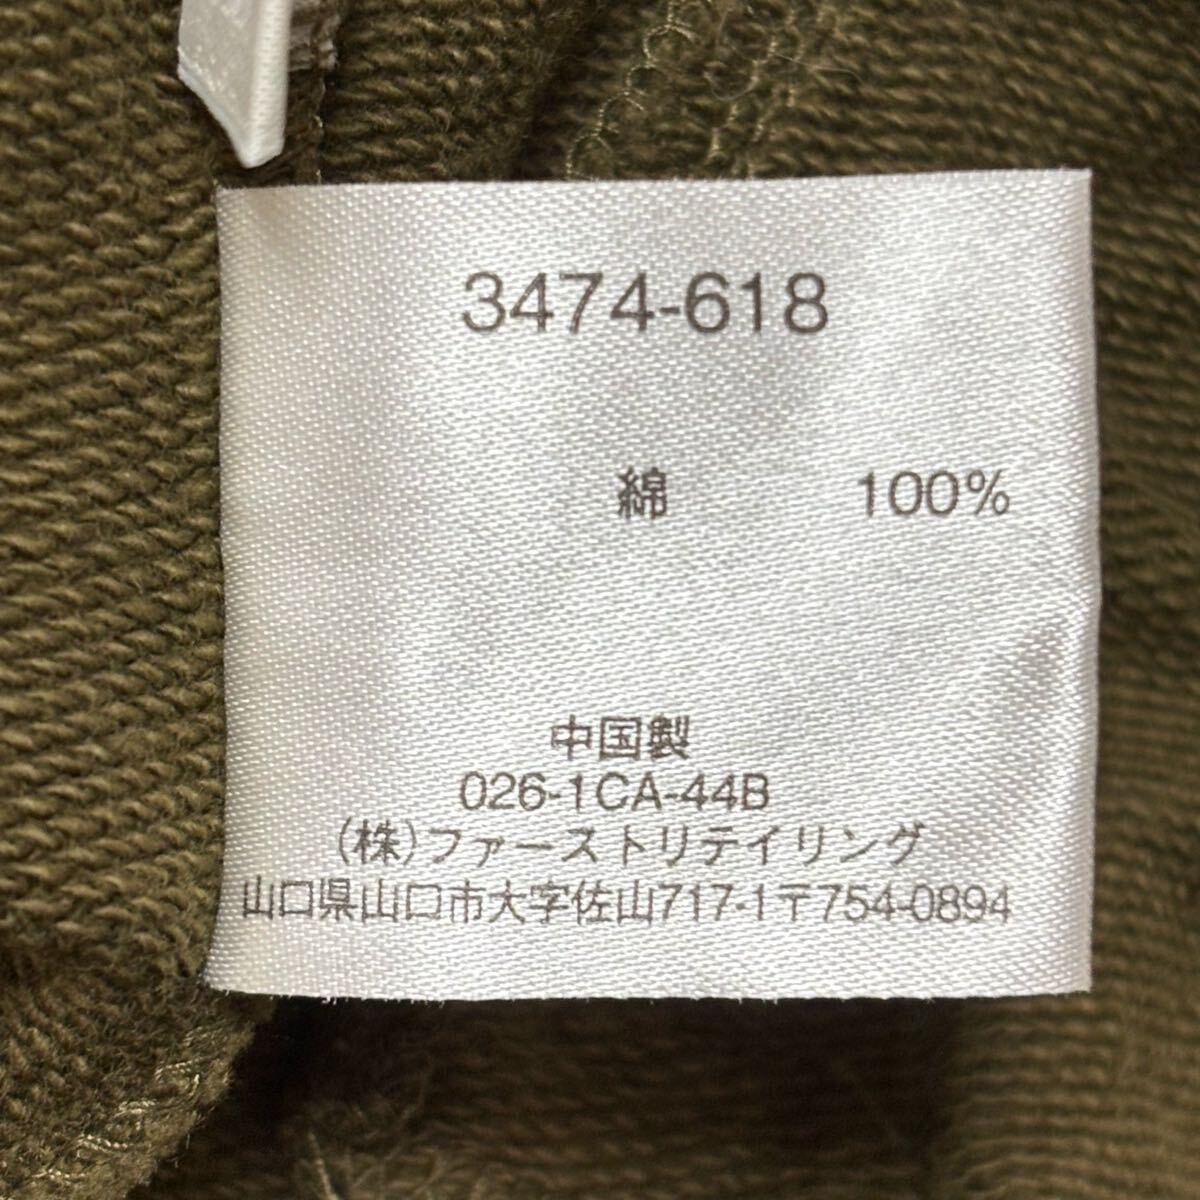 3474-618
綿 100%
中国製
026-1CA-44B
(株)ファーストリテイリング
山口県山口市大字佐山717-1〒754-0894